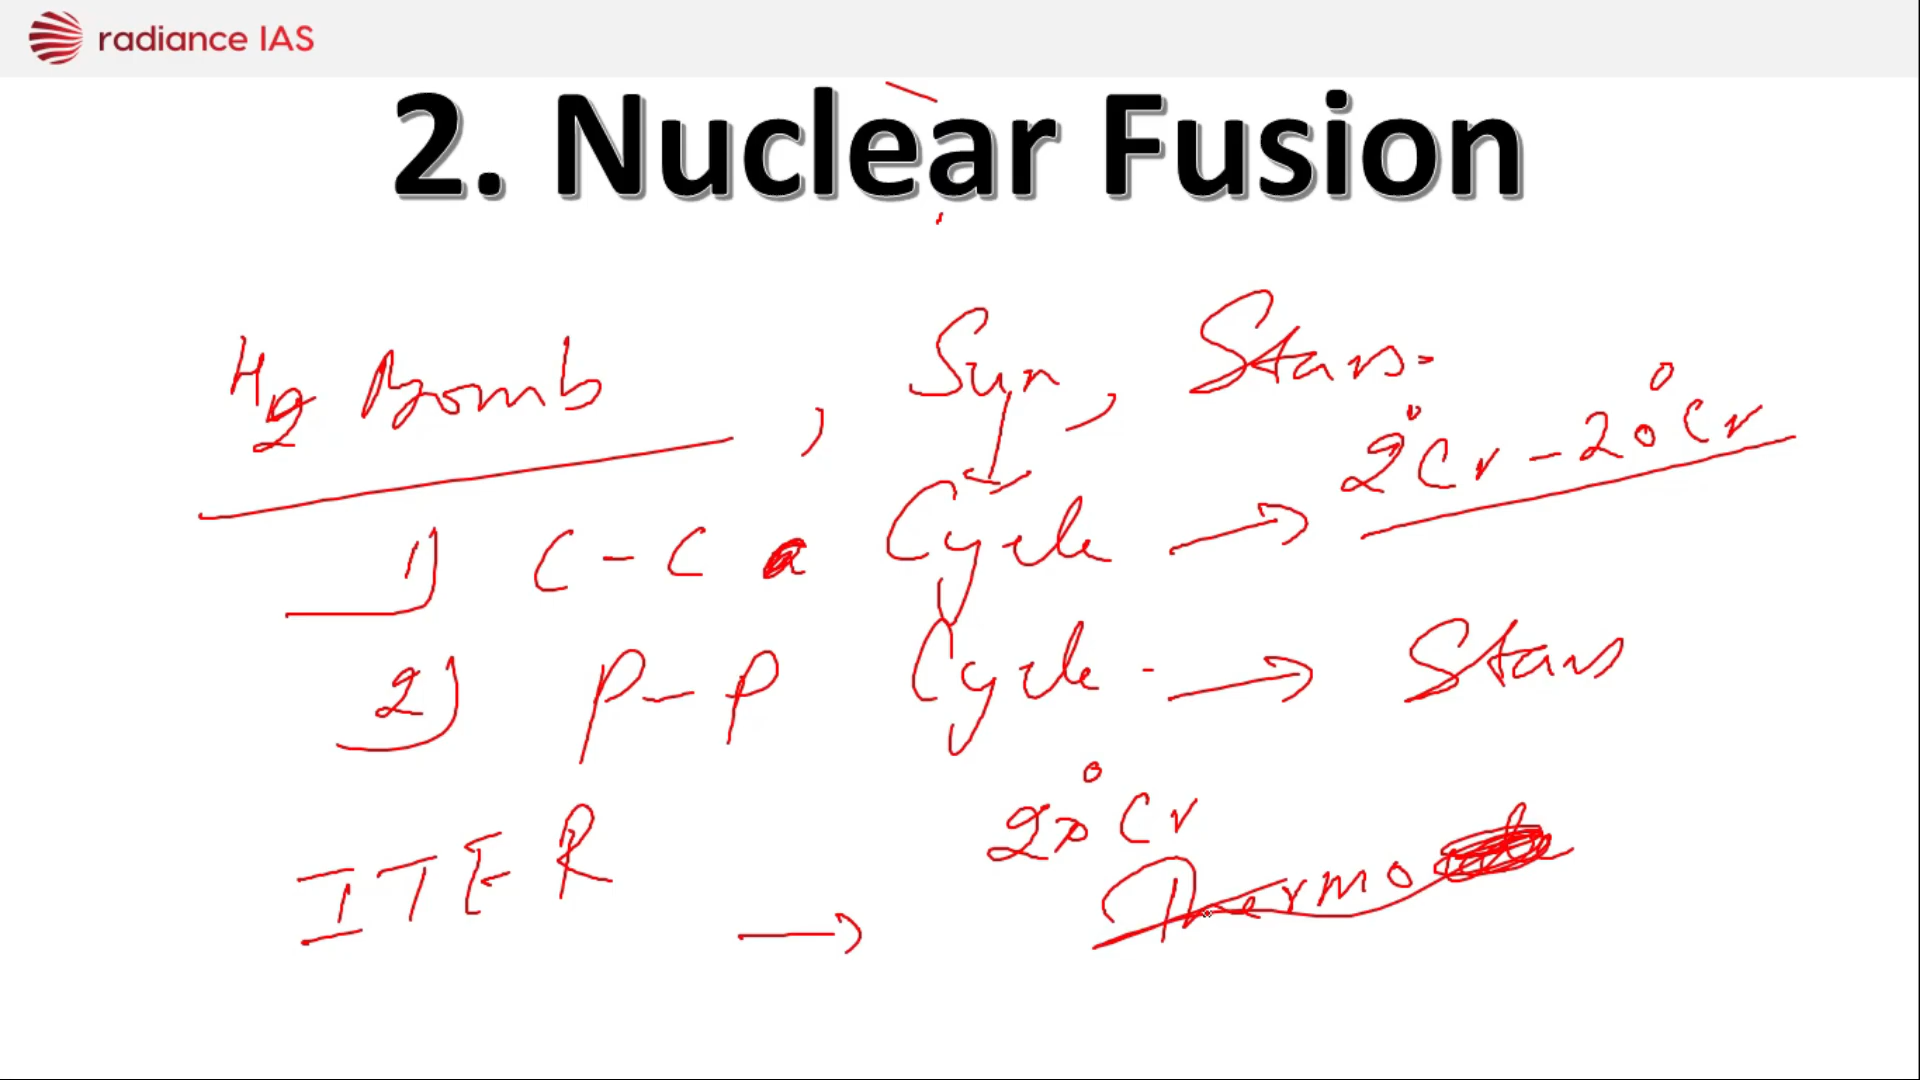 radiance IAS
2. Nuclear Fusion
H2 Bomb, Sun, Stars.
2° Cr - 20° Cr
1) C-C Cycle →
2) P-P Cycle - → Stars
20° Cr
ITER → Thermo